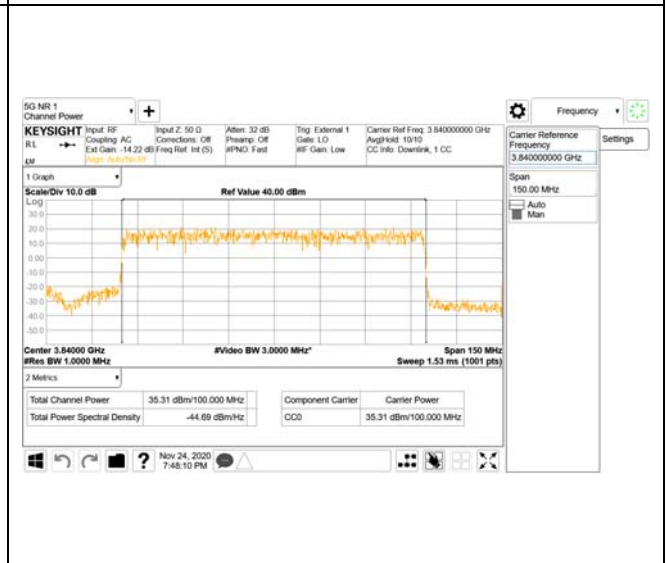 5G NR 1
Channel Power
Frequency
KEYSIGHT
Input: RF
Input Z: 50 Ω
Atten: 32 dB
Trig: External 1
Carrier Ref Freq: 3.840000000 GHz
RL
Coupling: AC
Corrections: Off
Preamp: Off
Gate: LO
Avg|Hold: 10/10
Ext Gain: -14.22 dB
Freq Ref: Int (S)
#PNO: Fast
#IF Gain: Low
CC Info: Downlink, 1 CC
Align: Auto/No RF
Carrier Reference
Frequency
3.840000000 GHz
Settings
Span
150.00 MHz
Auto
Man
1 Graph
Scale/Div 10.0 dB
Ref Value 40.00 dBm
Log
30.0
20.0
10.0
0.00
-10.0
-20.0
-30.0
-40.0
-50.0
Center 3.84000 GHz
#Video BW 3.0000 MHz*
Span 150 MHz
#Res BW 1.0000 MHz
Sweep 1.53 ms (1001 pts)
2 Metrics
Total Channel Power
35.31 dBm/100.000 MHz
Component Carrier
Carrier Power
Total Power Spectral Density
-44.69 dBm/Hz
CC0
35.31 dBm/100.000 MHz
Nov 24, 2020
7:48:10 PM